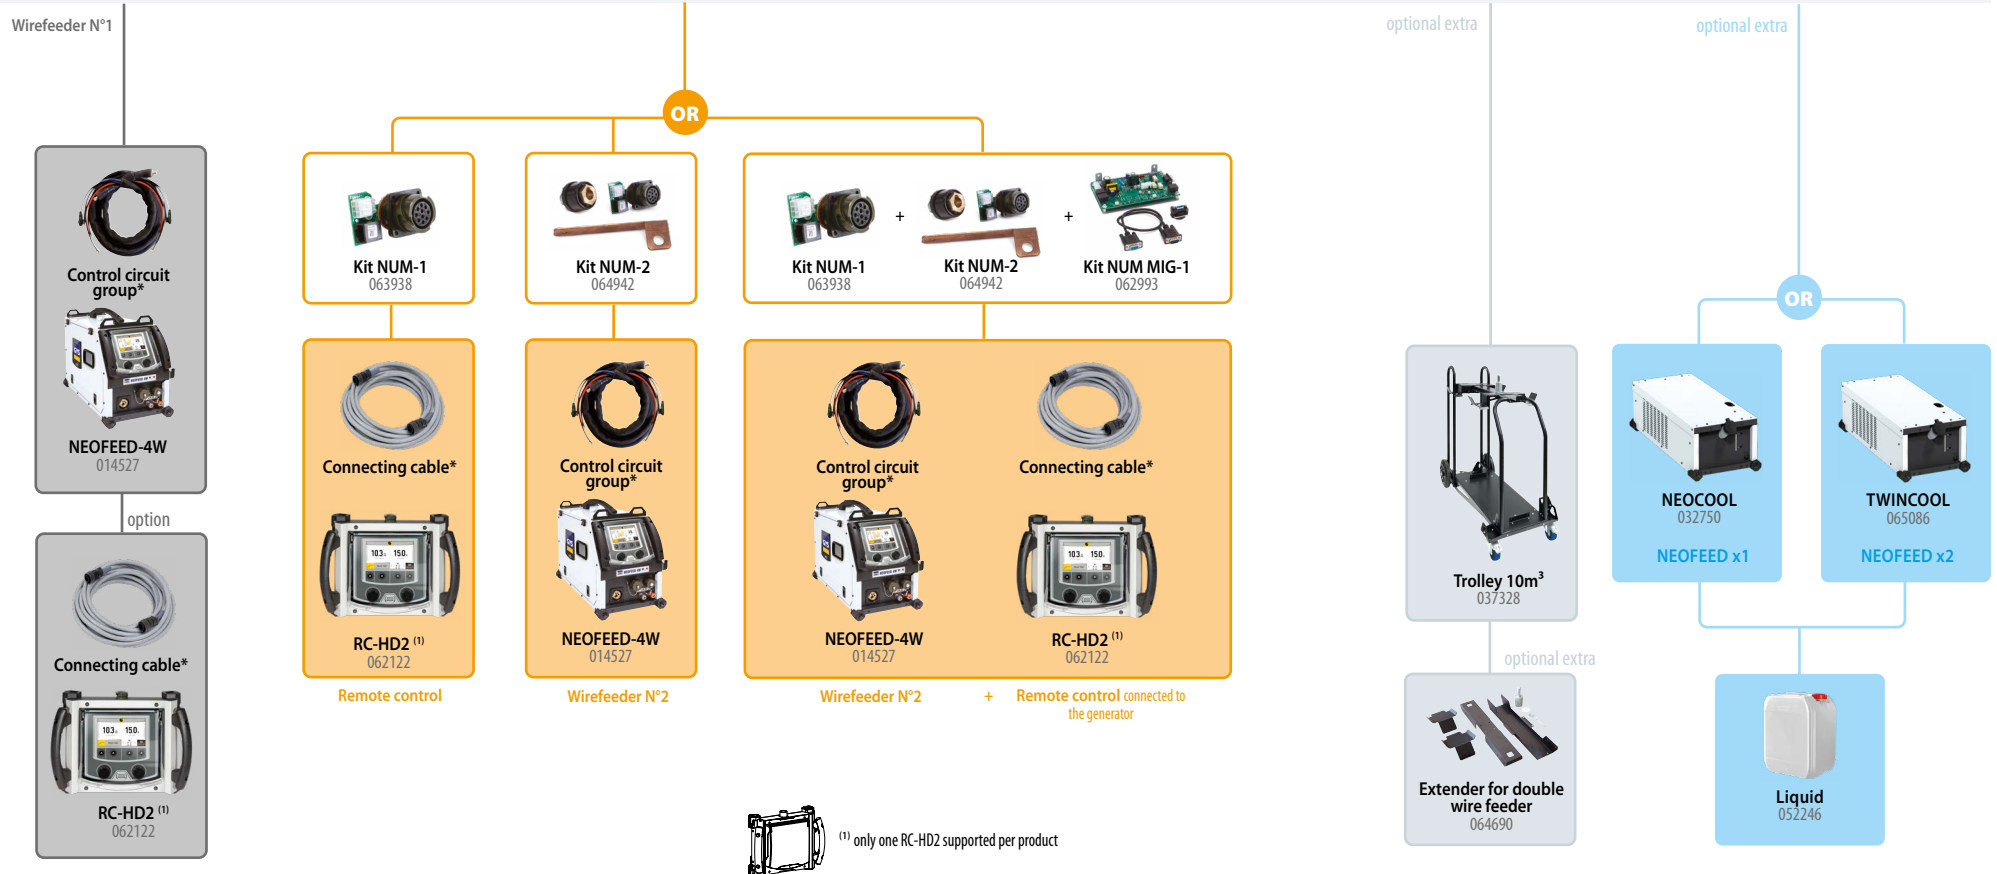 Wirefeeder N°1
Control circuit
group*
NEOFEED-4W
014527
option
Connecting cable*
RC-HD2 (1)
062122
OR
Kit NUM-1
063938
Connecting cable*
RC-HD2 (1)
062122
Remote control
Kit NUM-2
064942
Control circuit
group*
NEOFEED-4W
014527
Wirefeeder N°2
Kit NUM-1
063938
+
Kit NUM-2
064942
+
Kit NUM MIG-1
062993
Control circuit
group*
NEOFEED-4W
014527
Connecting cable*
RC-HD2 (1)
062122
Wirefeeder N°2
+
Remote control connected to
the generator
(1) only one RC-HD2 supported per product
optional extra
Trolley 10m³
037328
optional extra
Extender for double
wire feeder
064690
optional extra
OR
NEOCOOL
032750
NEOFEED x1
TWINCOOL
065086
NEOFEED x2
Liquid
052246